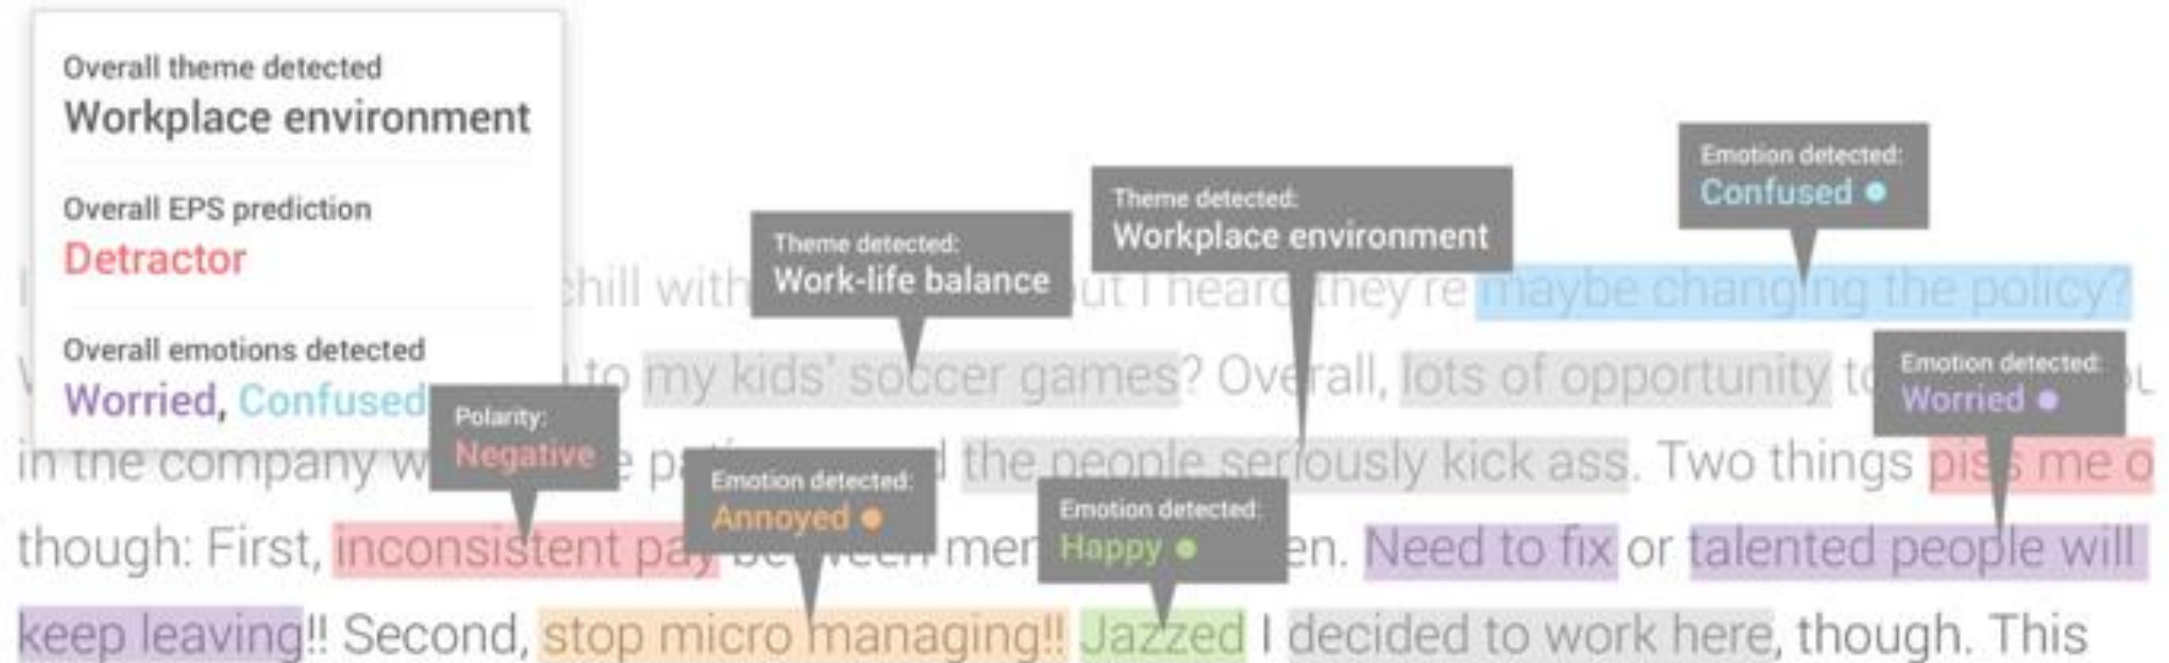 Overall theme detected
Workplace environment
Overall EPS prediction
Detractor
Overall emotions detected
Worried, Confused
Theme detected:
Work-life balance
Theme detected:
Workplace environment
Emotion detected:
Confused
Emotion detected:
Worried
Polarity:
Negative
Emotion detected:
Annoyed
Emotion detected:
Happy
chill with but I heard they're maybe changing the policy?
to my kids' soccer games? Overall, lots of opportunity
in the company the people seriously kick ass. Two things piss me o
though: First, inconsistent pay between Need to fix or talented people will
keep leaving!! Second, stop micro managing!! Jazzed I decided to work here, though. This